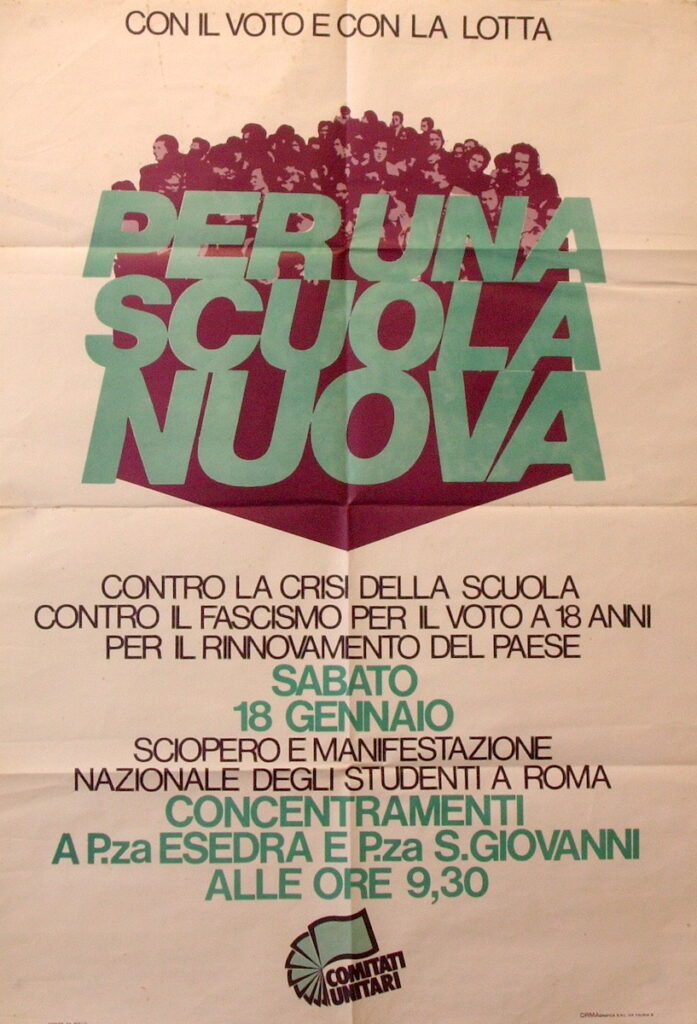 CON IL VOTO E CON LA LOTTA
PER UNA
SCUOLA
NUOVA
CONTRO LA CRISI DELLA SCUOLA
CONTRO IL FASCISMO PER IL VOTO A 18 ANNI
PER IL RINNOVAMENTO DEL PAESE
SABATO
18 GENNAIO
SCIOPERO E MANIFESTAZIONE
NAZIONALE DEGLI STUDENTI A ROMA
CONCENTRAMENTI
A P.za ESEDRA E P.za S.GIOVANNI
ALLE ORE 9,30
COMITATI
UNITARI